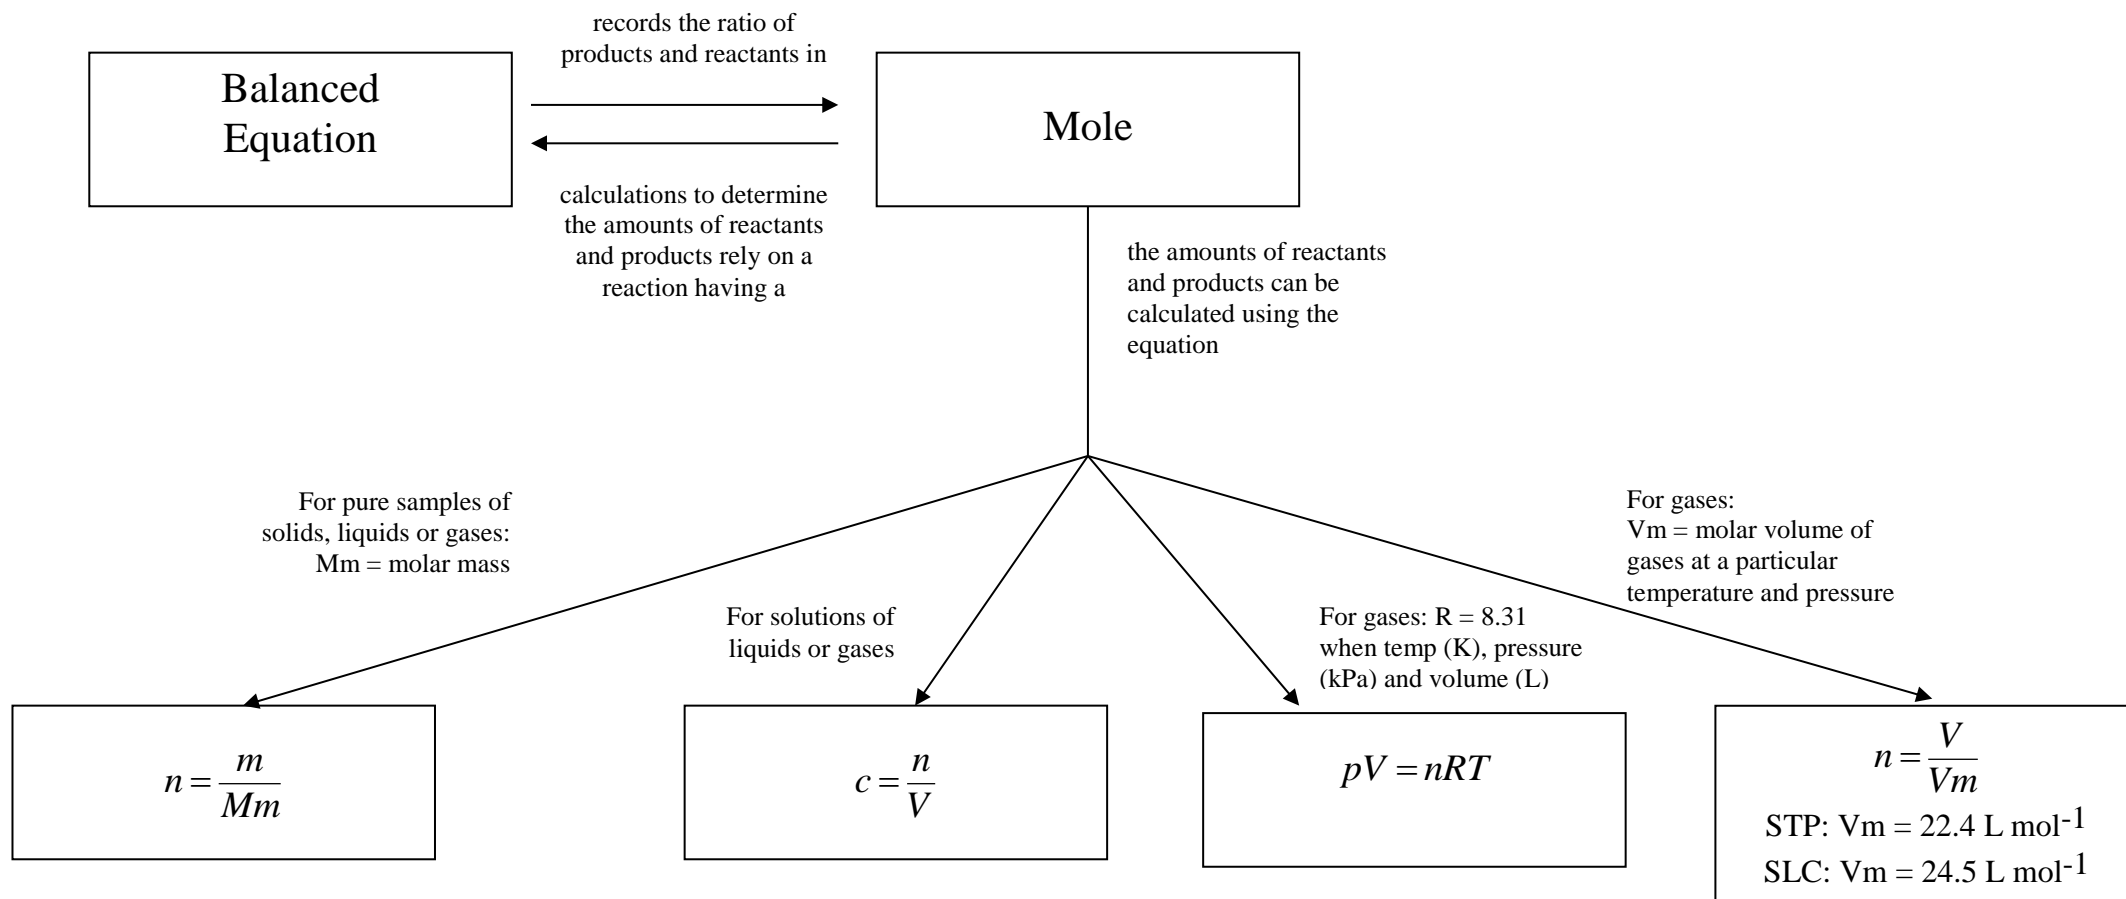 records the ratio of
products and reactants in
Balanced
Equation
Mole
calculations to determine
the amounts of reactants
and products rely on a
reaction having a
the amounts of reactants
and products can be
calculated using the
equation
For pure samples of
solids, liquids or gases:
Mm = molar mass
For solutions of
liquids or gases
For gases: R = 8.31
when temp (K), pressure
(kPa) and volume (L)
For gases:
Vm = molar volume of
gases at a particular
temperature and pressure
n = m/Mm
c = n/V
pV = nRT
n = V/Vm
STP: Vm = 22.4 L mol-1
SLC: Vm = 24.5 L mol-1